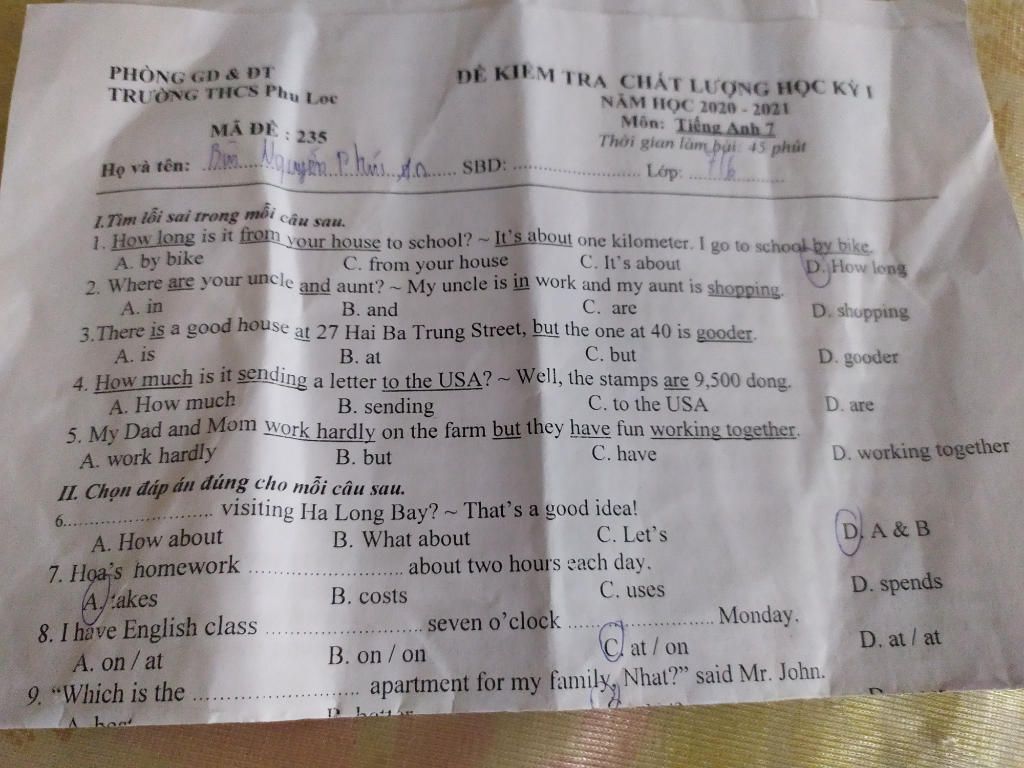 PHÒNG GD & ĐT
TRƯỜNG THCS Phu Loc
ĐỀ KIỂM TRA CHẤT LƯỢNG HỌC KỲ I
NĂM HỌC 2020 - 2021
MÃ ĐỀ : 235
Môn: Tiếng Anh 7
Thời gian làm bài: 45 phút
Họ và tên: Nguyễn SBD: Lớp: 7/6
I.Tìm lỗi sai trong mỗi câu sau.
1. How long is it from your house to school? ~ It's about one kilometer. I go to school by bike.
A. by bike C. from your house C. It's about D. How long
2. Where are your uncle and aunt? ~ My uncle is in work and my aunt is shopping.
A. in B. and C. are D. shopping
3.There is a good house at 27 Hai Ba Trung Street, but the one at 40 is gooder.
A. is B. at C. but D. gooder
4. How much is it sending a letter to the USA? ~ Well, the stamps are 9,500 dong.
A. How much B. sending C. to the USA D. are
5. My Dad and Mom work hardly on the farm but they have fun working together.
A. work hardly B. but C. have D. working together
II. Chọn đáp án đúng cho mỗi câu sau.
6........................... visiting Ha Long Bay? ~ That's a good idea!
A. How about B. What about C. Let's D. A & B
7. Hoa's homework ........................... about two hours each day.
A. takes B. costs C. uses D. spends
8. I have English class ........................... seven o'clock ........................... Monday.
A. on / at B. on / on C. at / on D. at / at
9. “Which is the ........................... apartment for my family, Nhat?” said Mr. John.
A. B. better